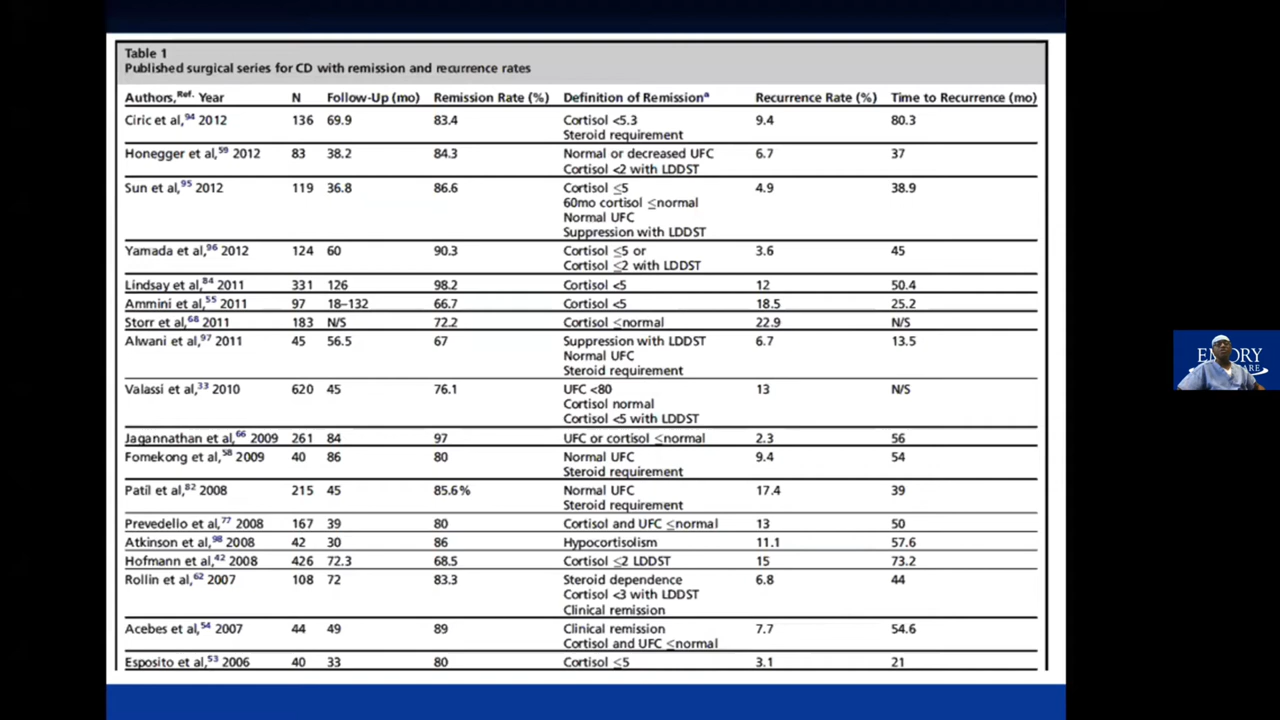 Table 1
Published surgical series for CD with remission and recurrence rates
Authors,Ref. Year N Follow-Up (mo) Remission Rate (%) Definition of Remissiona Recurrence Rate (%) Time to Recurrence (mo)
Ciric et al,94 2012 136 69.9 83.4 Cortisol <5.3 9.4 80.3
Steroid requirement
Honegger et al,59 2012 83 38.2 84.3 Normal or decreased UFC 6.7 37
Cortisol <2 with LDDST
Sun et al,95 2012 119 36.8 86.6 Cortisol ≤5 4.9 38.9
60mo cortisol ≤normal
Normal UFC
Suppression with LDDST
Yamada et al,96 2012 124 60 90.3 Cortisol ≤5 or 3.6 45
Cortisol ≤2 with LDDST
Lindsay et al,84 2011 331 126 98.2 Cortisol <5 12 50.4
Ammini et al,55 2011 97 18–132 66.7 Cortisol <5 18.5 25.2
Storr et al,68 2011 183 N/S 72.2 Cortisol ≤normal 22.9 N/S
Alwani et al,97 2011 45 56.5 67 Suppression with LDDST 6.7 13.5
Normal UFC
Steroid requirement
Valassi et al,33 2010 620 45 76.1 UFC <80 13 N/S
Cortisol normal
Cortisol <5 with LDDST
Jagannathan et al,66 2009 261 84 97 UFC or cortisol ≤normal 2.3 56
Fomekong et al,58 2009 40 86 80 Normal UFC 9.4 54
Steroid requirement
Patil et al,82 2008 215 45 85.6% Normal UFC 17.4 39
Steroid requirement
Prevedello et al,77 2008 167 39 80 Cortisol and UFC ≤normal 13 50
Atkinson et al,98 2008 42 30 86 Hypocortisolism 11.1 57.6
Hofmann et al,42 2008 426 72.3 68.5 Cortisol ≤2 LDDST 15 73.2
Rollin et al,62 2007 108 72 83.3 Steroid dependence 6.8 44
Cortisol <3 with LDDST
Clinical remission
Acebes et al,54 2007 44 49 89 Clinical remission 7.7 54.6
Cortisol and UFC ≤normal
Esposito et al,53 2006 40 33 80 Cortisol ≤5 3.1 21